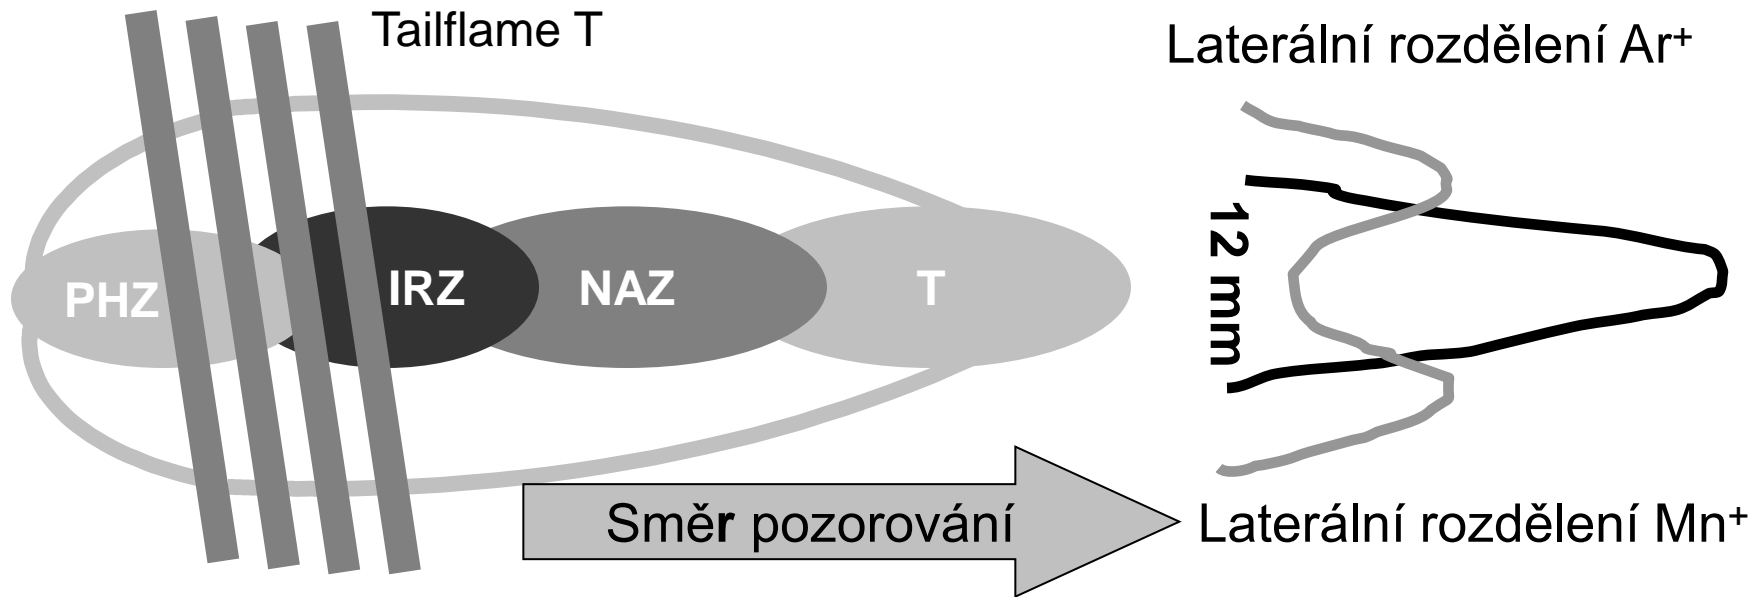 Tailflame T
Laterální rozdělení Ar⁺
PHZ
IRZ
NAZ
T
12 mm
Směr pozorování
Laterální rozdělení Mn⁺